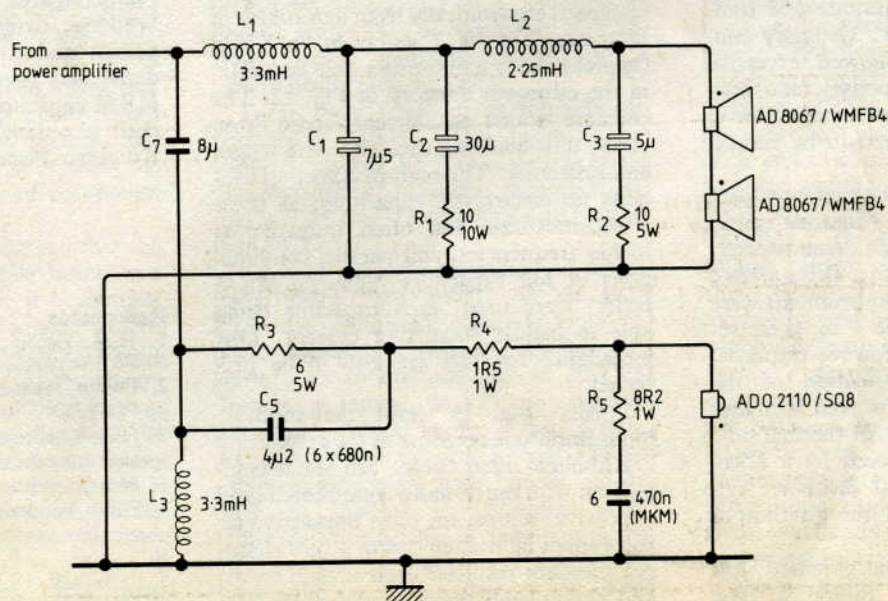 L1
L2
From
power amplifier
3·3mH
2·25mH
C7
8µ
C1
7µ5
C2
30µ
C3
5µ
AD 8067/WMFB4
AD 8067/WMFB4
R1
10
10W
R2
10
5W
R3
6
5W
R4
1R5
1W
C5
4µ2 (6 x 680n)
R5
8R2
1W
ADO 2110/SQ8
L3
3·3mH
6
470n
(MKM)